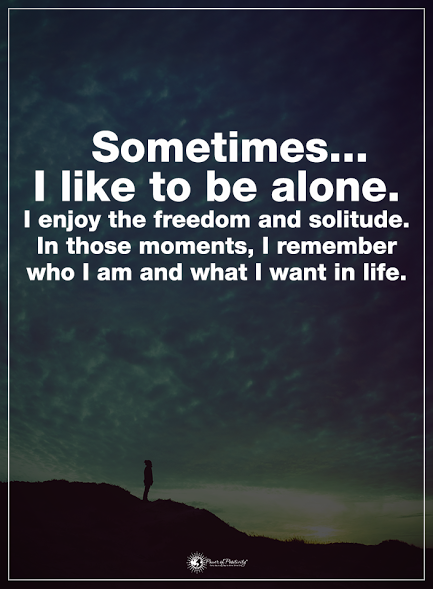 Sometimes...
I like to be alone.
I enjoy the freedom and solitude.
In those moments, I remember
who I am and what I want in life.
Power of Positivity